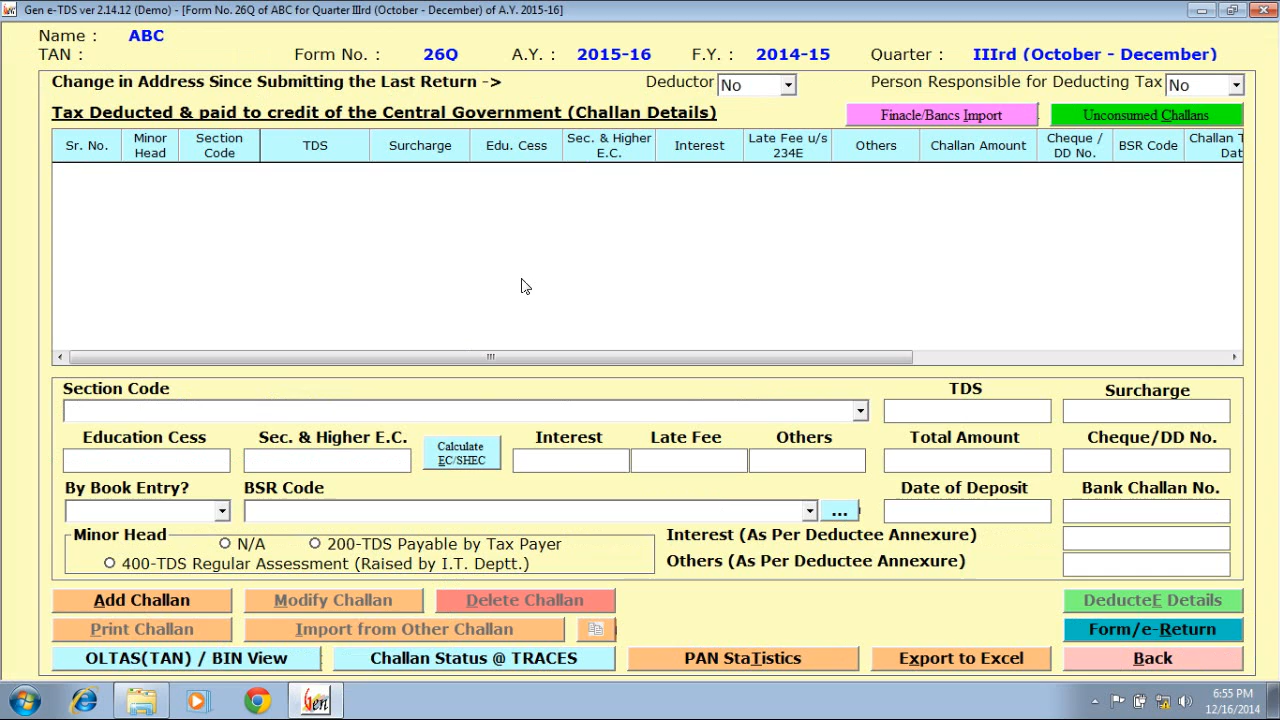 Gen e-TDS ver 2.14.12 (Demo) - [Form No. 26Q of ABC for Quarter IIIrd (October - December) of A.Y. 2015-16]
Name : ABC
TAN : Form No. : 26Q A.Y. : 2015-16 F.Y. : 2014-15 Quarter : IIIrd (October - December)
Change in Address Since Submitting the Last Return -> Deductor No Person Responsible for Deducting Tax No
Tax Deducted & paid to credit of the Central Government (Challan Details) Finacle/Bancs Import Unconsumed Challans
Sr. No. Minor Head Section Code TDS Surcharge Edu. Cess Sec. & Higher E.C. Interest Late Fee u/s 234E Others Challan Amount Cheque / DD No. BSR Code Challan T Dat
Section Code TDS Surcharge
Education Cess Sec. & Higher E.C. Calculate EC/SHEC Interest Late Fee Others Total Amount Cheque/DD No.
By Book Entry? BSR Code Date of Deposit Bank Challan No.
...
Minor Head Interest (As Per Deductee Annexure)
N/A 200-TDS Payable by Tax Payer
400-TDS Regular Assessment (Raised by I.T. Deptt.) Others (As Per Deductee Annexure)
Add Challan Modify Challan Delete Challan DeducteE Details
Print Challan Import from Other Challan Form/e-Return
OLTAS(TAN) / BIN View Challan Status @ TRACES PAN StaTistics Export to Excel Back
Gen 6:55 PM
12/16/2014